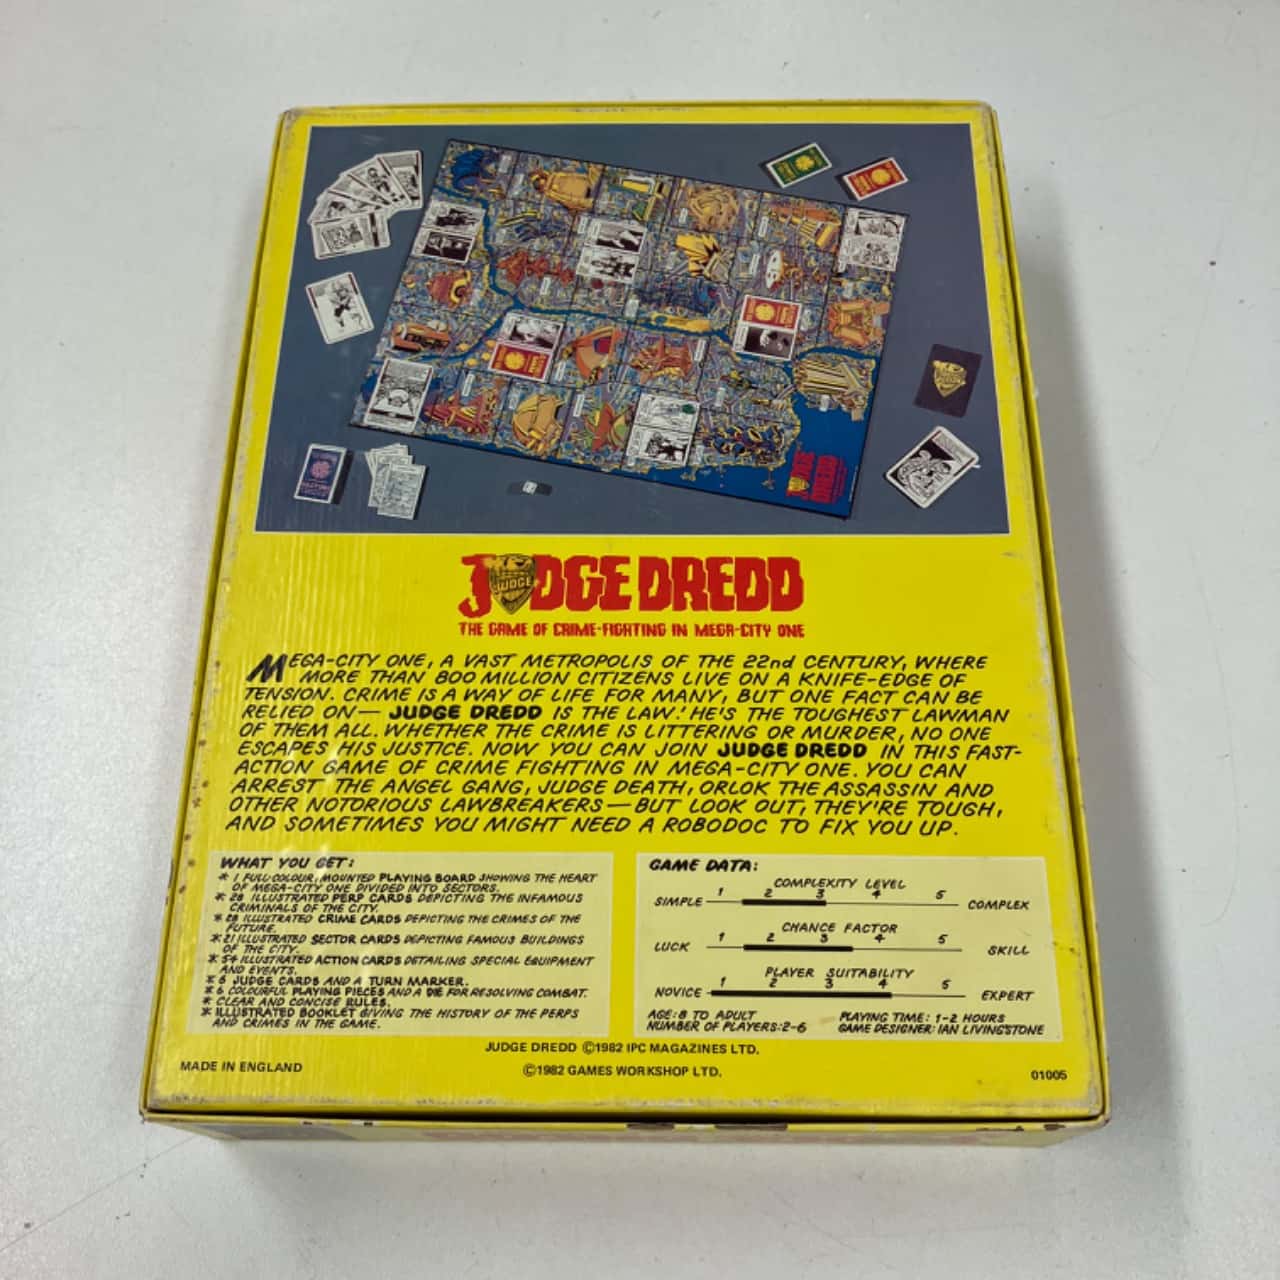 JUDGE DREDD
JUDGE
THE GAME OF CRIME-FIGHTING IN MEGA-CITY ONE
MEGA-CITY ONE, A VAST METROPOLIS OF THE 22nd CENTURY, WHERE
MORE THAN 800 MILLION CITIZENS LIVE ON A KNIFE-EDGE OF
TENSION. CRIME IS A WAY OF LIFE FOR MANY, BUT ONE FACT CAN BE
RELIED ON— JUDGE DREDD IS THE LAW! HE'S THE TOUGHEST LAWMAN
OF THEM ALL. WHETHER THE CRIME IS LITTERING OR MURDER, NO ONE
ESCAPES HIS JUSTICE. NOW YOU CAN JOIN JUDGE DREDD IN THIS FAST-
ACTION GAME OF CRIME FIGHTING IN MEGA-CITY ONE. YOU CAN
ARREST THE ANGEL GANG, JUDGE DEATH, ORLOK THE ASSASSIN AND
OTHER NOTORIOUS LAWBREAKERS—BUT LOOK OUT, THEY'RE TOUGH,
AND SOMETIMES YOU MIGHT NEED A ROBODOC TO FIX YOU UP.
WHAT YOU GET:
* 1 FULL-COLOUR, MOUNTED PLAYING BOARD SHOWING THE HEART
OF MEGA-CITY ONE DIVIDED INTO SECTORS.
* 28 ILLUSTRATED PERP CARDS DEPICTING THE INFAMOUS
CRIMINALS OF THE CITY.
* 28 ILLUSTRATED CRIME CARDS DEPICTING THE CRIMES OF THE
FUTURE.
* 21 ILLUSTRATED SECTOR CARDS DEPICTING FAMOUS BUILDINGS
OF THE CITY.
* 54 ILLUSTRATED ACTION CARDS DETAILING SPECIAL EQUIPMENT
AND EVENTS.
* 6 JUDGE CARDS AND A TURN MARKER.
* 6 COLOURFUL PLAYING PIECES AND A DIE FOR RESOLVING COMBAT.
* CLEAR AND CONCISE RULES.
* ILLUSTRATED BOOKLET GIVING THE HISTORY OF THE PERPS
AND CRIMES IN THE GAME.
GAME DATA:
COMPLEXITY LEVEL
1 2 3 4 5
SIMPLE COMPLEX
CHANCE FACTOR
1 2 3 4 5
LUCK SKILL
PLAYER SUITABILITY
1 2 3 4 5
NOVICE EXPERT
AGE: 8 TO ADULT PLAYING TIME: 1-2 HOURS
NUMBER OF PLAYERS: 2-6 GAME DESIGNER: IAN LIVINGSTONE
JUDGE DREDD ©1982 IPC MAGAZINES LTD.
MADE IN ENGLAND ©1982 GAMES WORKSHOP LTD. 01005